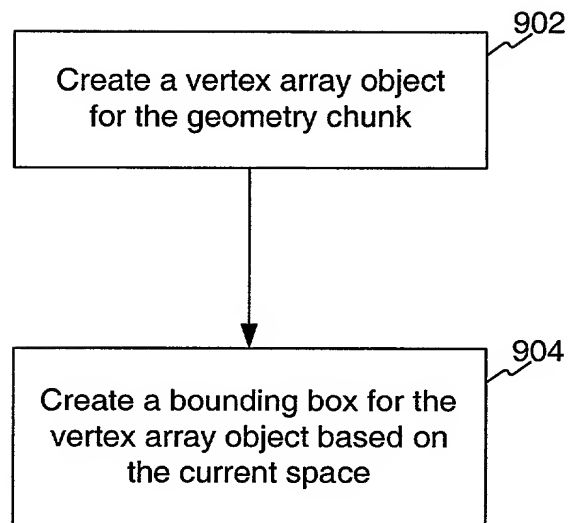 902
Create a vertex array object
for the geometry chunk
904
Create a bounding box for the
vertex array object based on
the current space